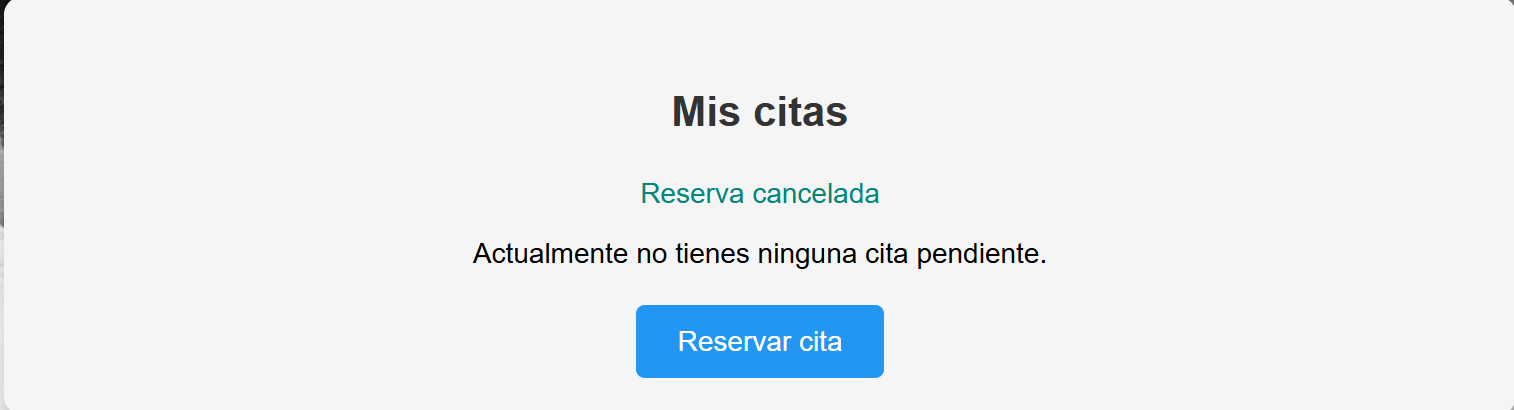 Mis citas
Reserva cancelada
Actualmente no tienes ninguna cita pendiente.
Reservar cita